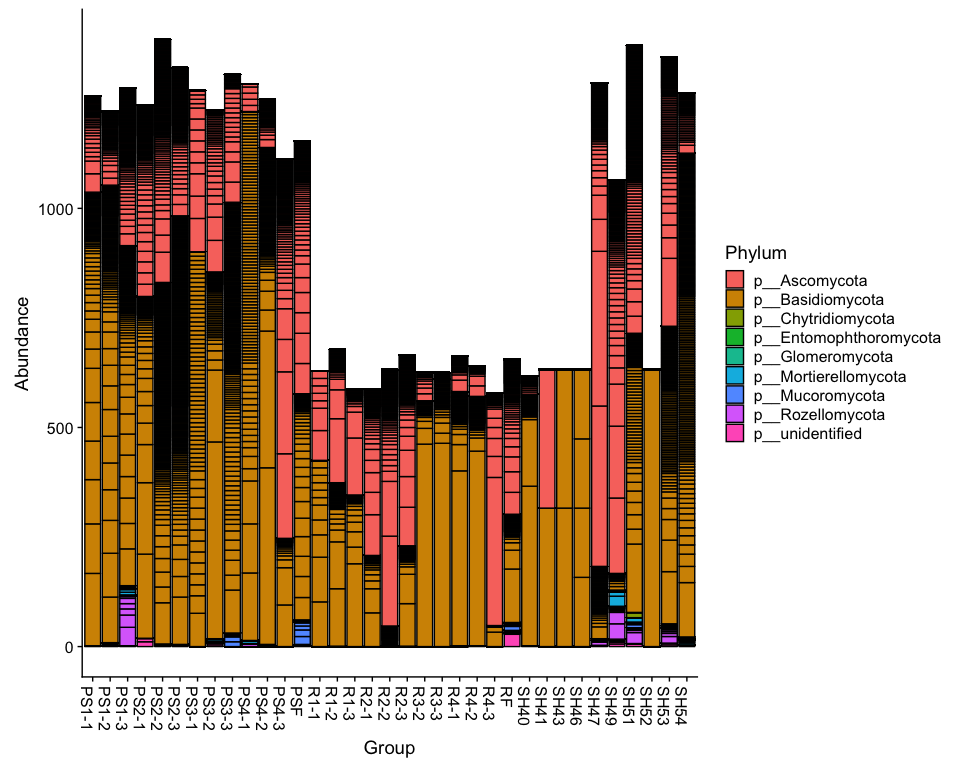 Abundance
1000
500
0
PS1-1
PS1-2
PS1-3
PS2-1
PS2-2
PS2-3
PS3-1
PS3-2
PS3-3
PS4-1
PS4-2
PS4-3
PSF
R1-1
R1-2
R1-3
R2-1
R2-2
R2-3
R3-2
R3-3
R4-1
R4-2
R4-3
RF
SH40
SH41
SH43
SH46
SH47
SH49
SH51
SH52
SH53
SH54
Group
Phylum
p__Ascomycota
p__Basidiomycota
p__Chytridiomycota
p__Entomophthoromycota
p__Glomeromycota
p__Mortierellomycota
p__Mucoromycota
p__Rozellomycota
p__unidentified